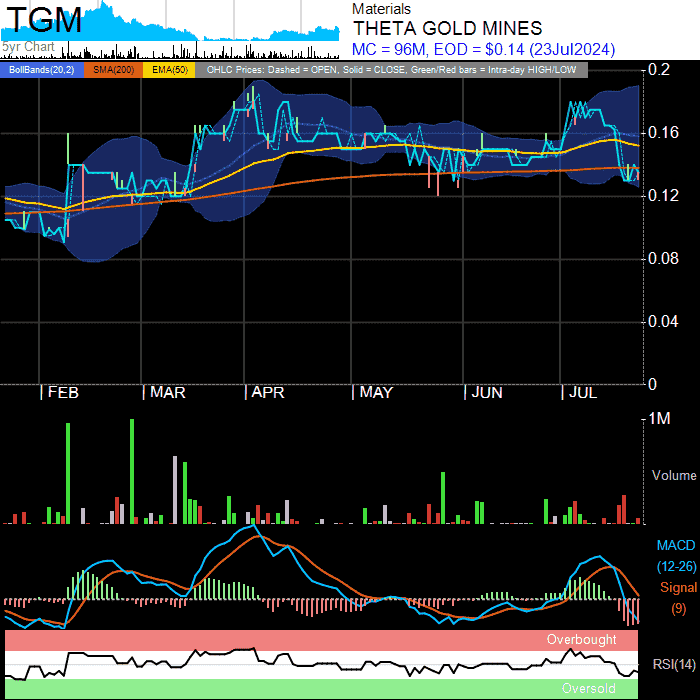 TGM
Materials
THETA GOLD MINES
5yr Chart
MC = 96M, EOD = $0.14 (23Jul2024)
BollBands(20,2) SMA(200) EMA(50) OHLC Prices: Dashed = OPEN, Solid = CLOSE, Green/Red bars = Intra-day HIGH/LOW
0.2
0.16
0.12
0.08
0.04
0
FEB MAR APR MAY JUN JUL
1M
Volume
MACD
(12-26)
Signal
(9)
Overbought
RSI(14)
Oversold